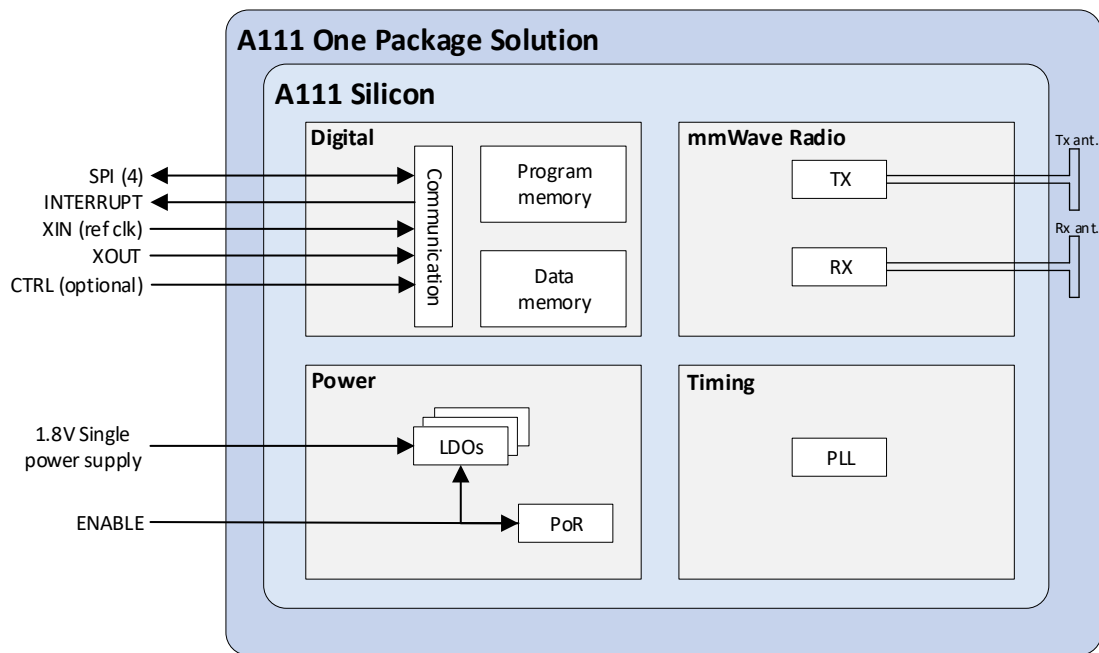 A111 One Package Solution
A111 Silicon
Digital
Communication
Program
memory
Data
memory
mmWave Radio
TX
RX
Tx ant.
Rx ant.
SPI (4)
INTERRUPT
XIN (ref clk)
XOUT
CTRL (optional)
Power
LDOs
PoR
1.8V Single
power supply
ENABLE
Timing
PLL